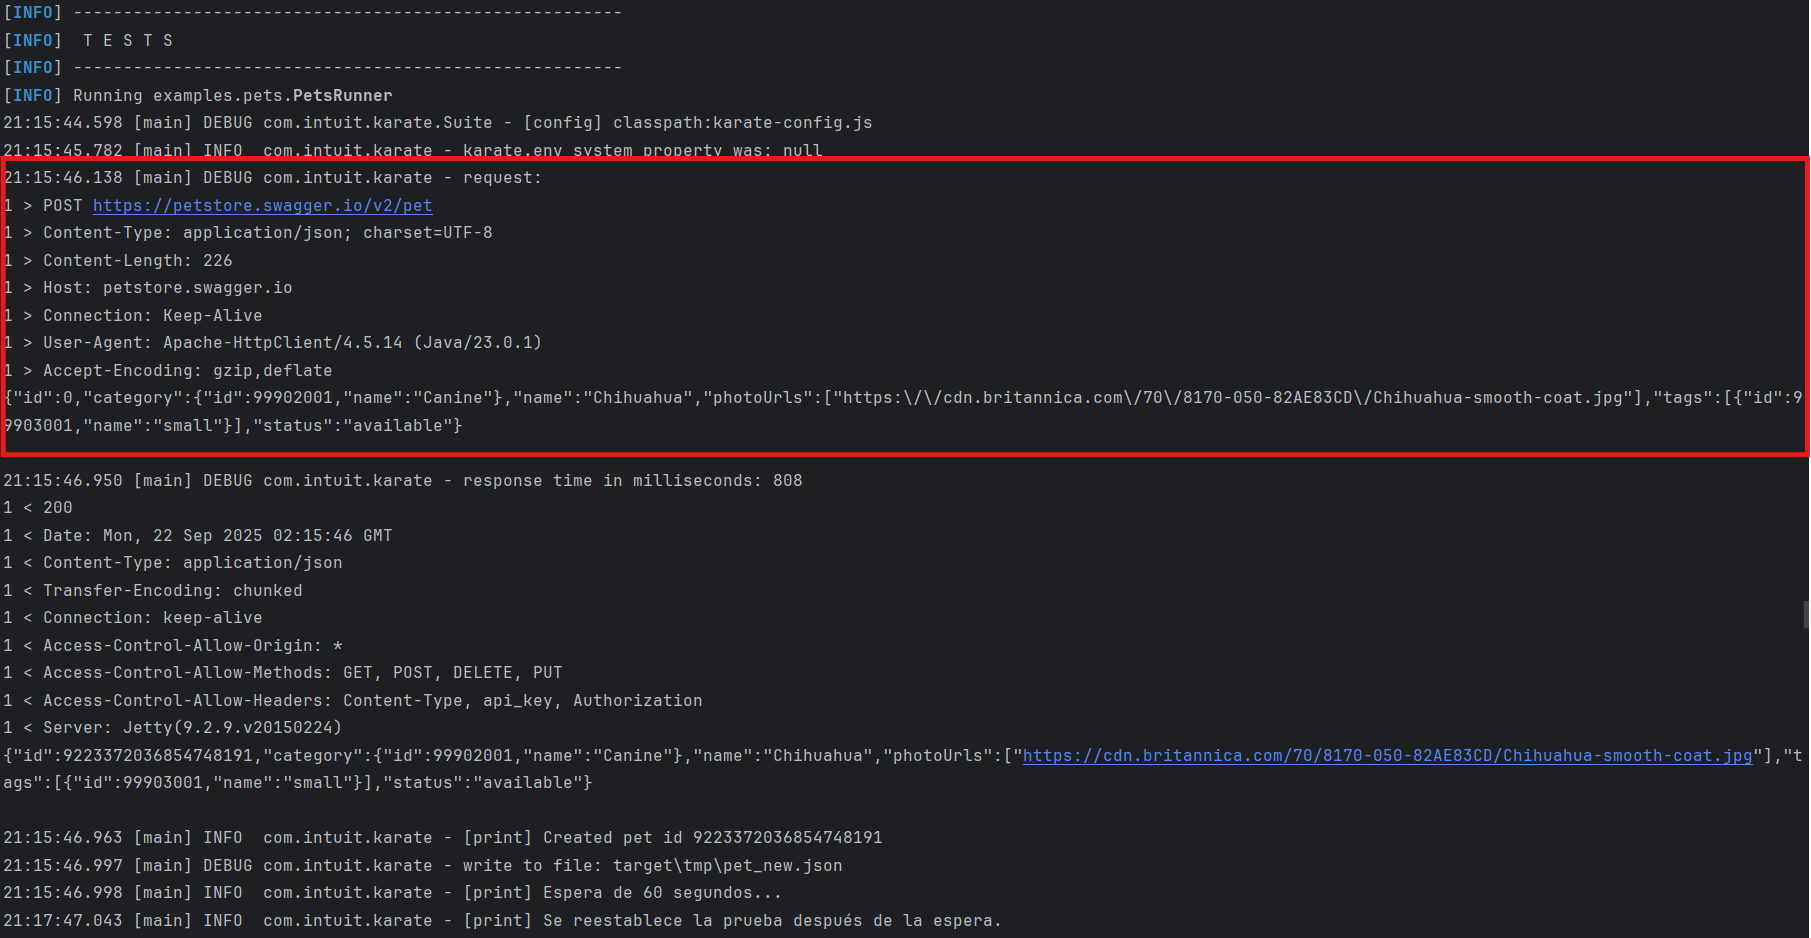 [INFO] -------------------------------------------------------
[INFO]  T E S T S
[INFO] -------------------------------------------------------
[INFO] Running examples.pets.PetsRunner
21:15:44.598 [main] DEBUG com.intuit.karate.Suite - [config] classpath:karate-config.js
21:15:45.782 [main] INFO  com.intuit.karate - karate.env system property was: null
21:15:46.138 [main] DEBUG com.intuit.karate - request:
1 > POST https://petstore.swagger.io/v2/pet
1 > Content-Type: application/json; charset=UTF-8
1 > Content-Length: 226
1 > Host: petstore.swagger.io
1 > Connection: Keep-Alive
1 > User-Agent: Apache-HttpClient/4.5.14 (Java/23.0.1)
1 > Accept-Encoding: gzip,deflate
{"id":0,"category":{"id":99902001,"name":"Canine"},"name":"Chihuahua","photoUrls":["https:\/\/cdn.britannica.com\/70\/8170-050-82AE83CD\/Chihuahua-smooth-coat.jpg"],"tags":[{"id":9
9903001,"name":"small"}],"status":"available"}
21:15:46.950 [main] DEBUG com.intuit.karate - response time in milliseconds: 808
1 < 200
1 < Date: Mon, 22 Sep 2025 02:15:46 GMT
1 < Content-Type: application/json
1 < Transfer-Encoding: chunked
1 < Connection: keep-alive
1 < Access-Control-Allow-Origin: *
1 < Access-Control-Allow-Methods: GET, POST, DELETE, PUT
1 < Access-Control-Allow-Headers: Content-Type, api_key, Authorization
1 < Server: Jetty(9.2.9.v20150224)
{"id":9223372036854748191,"category":{"id":99902001,"name":"Canine"},"name":"Chihuahua","photoUrls":["https://cdn.britannica.com/70/8170-050-82AE83CD/Chihuahua-smooth-coat.jpg"],"t
ags":[{"id":99903001,"name":"small"}],"status":"available"}
21:15:46.963 [main] INFO  com.intuit.karate - [print] Created pet id 9223372036854748191
21:15:46.997 [main] DEBUG com.intuit.karate - write to file: target\tmp\pet_new.json
21:15:46.998 [main] INFO  com.intuit.karate - [print] Espera de 60 segundos...
21:17:47.043 [main] INFO  com.intuit.karate - [print] Se reestablece la prueba después de la espera.